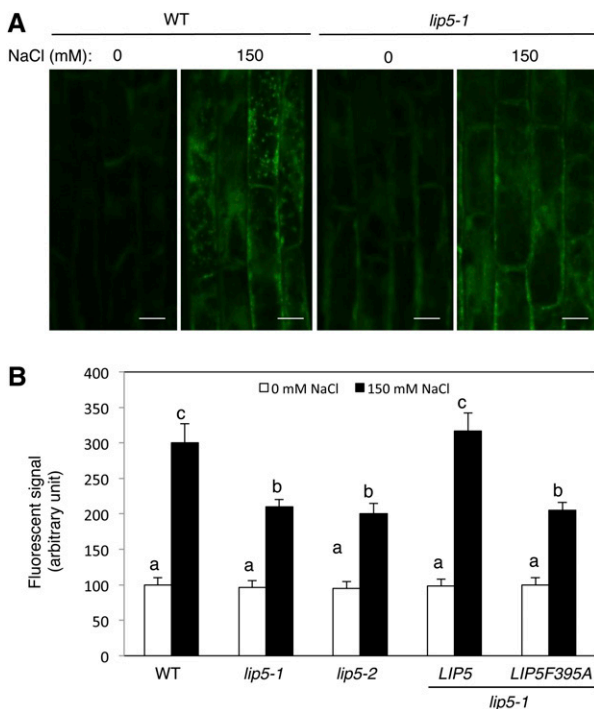 A
WT lip5-1
NaCl (mM): 0 150 0 150
B
400
350
300
250
200
150
100
50
0
Fluorescent signal
(arbitrary unit)
0 mM NaCl 150 mM NaCl
a c a b a b a c a b
WT lip5-1 lip5-2 LIP5 LIP5F395A
lip5-1